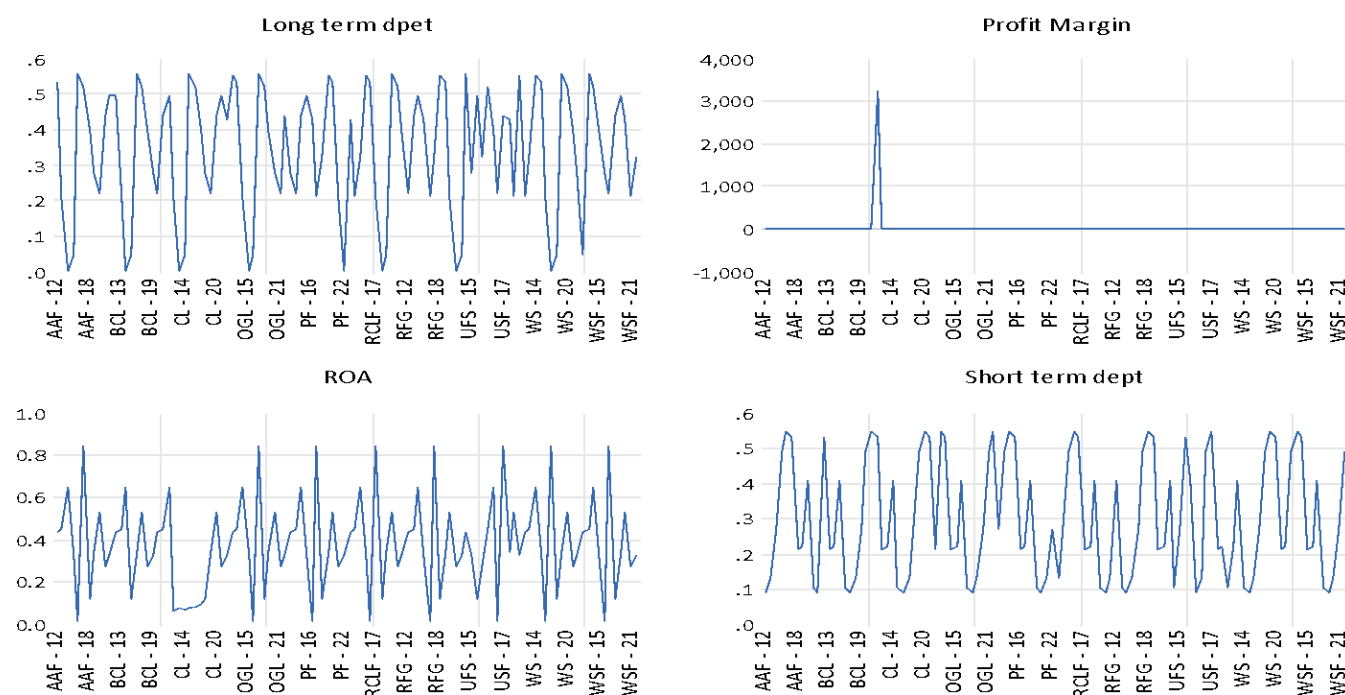 Long term dpet
.6
.5
.4
.3
.2
.1
.0
AAF - 12
AAF - 18
BCL - 13
BCL - 19
CL - 14
CL - 20
OGL - 15
OGL - 21
PF - 16
PF - 22
RCLF - 17
RFG - 12
RFG - 18
UFS - 15
USF - 17
WS - 14
WS - 20
WSF - 15
WSF - 21
Profit Margin
4,000
3,000
2,000
1,000
0
-1,000
AAF - 12
AAF - 18
BCL - 13
BCL - 19
CL - 14
CL - 20
OGL - 15
OGL - 21
PF - 16
PF - 22
RCLF - 17
RFG - 12
RFG - 18
UFS - 15
USF - 17
WS - 14
WS - 20
WSF - 15
WSF - 21
ROA
1.0
0.8
0.6
0.4
0.2
0.0
AAF - 12
AAF - 18
BCL - 13
BCL - 19
CL - 14
CL - 20
OGL - 15
OGL - 21
PF - 16
PF - 22
RCLF - 17
RFG - 12
RFG - 18
UFS - 15
USF - 17
WS - 14
WS - 20
WSF - 15
WSF - 21
Short term dept
.6
.5
.4
.3
.2
.1
.0
AAF - 12
AAF - 18
BCL - 13
BCL - 19
CL - 14
CL - 20
OGL - 15
OGL - 21
PF - 16
PF - 22
RCLF - 17
RFG - 12
RFG - 18
UFS - 15
USF - 17
WS - 14
WS - 20
WSF - 15
WSF - 21